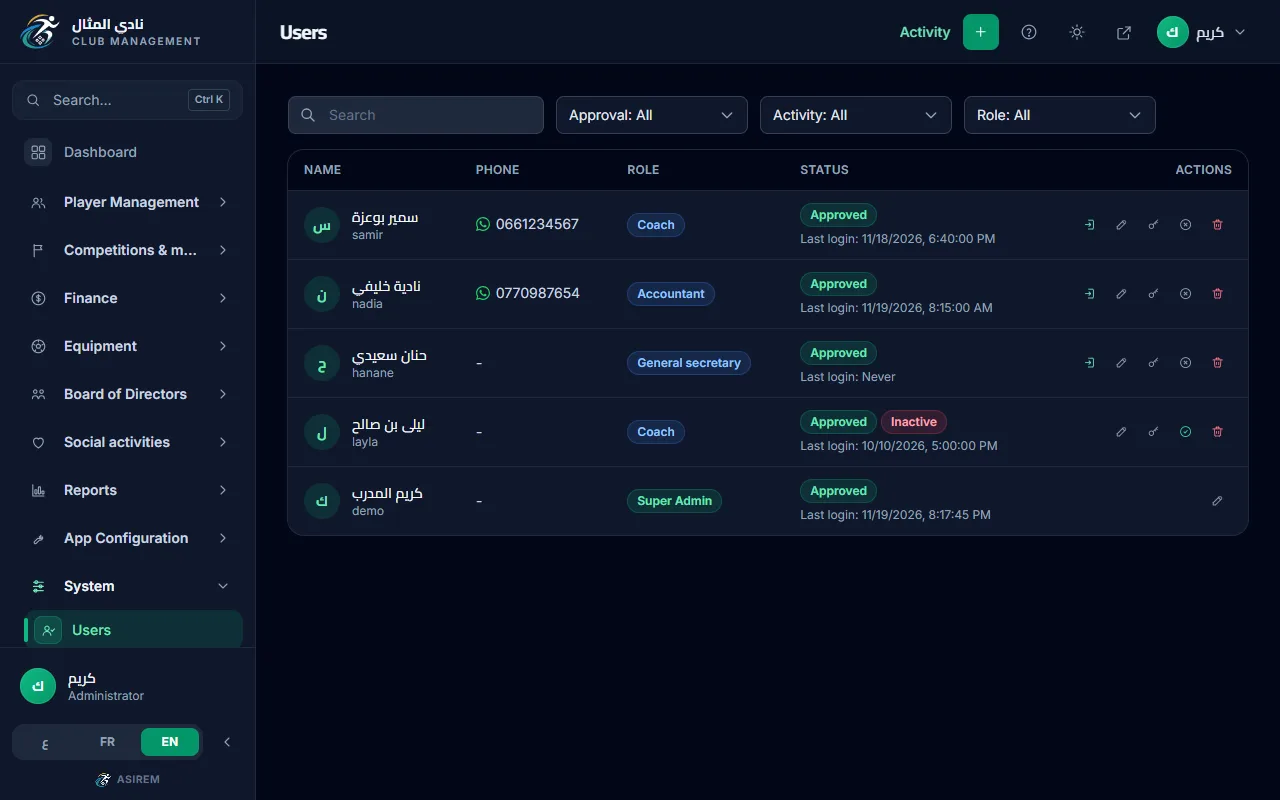 نادي المثال
CLUB MANAGEMENT
Search...
Ctrl K
Dashboard
Player Management
Competitions & m...
Finance
Equipment
Board of Directors
Social activities
Reports
App Configuration
System
Users
كريم
Administrator
ع
FR
EN
ASIREM
Users
Activity
+
ك
كريم
Search
Approval: All
Activity: All
Role: All
NAME
PHONE
ROLE
STATUS
ACTIONS
س
سمير بوعزة
samir
0661234567
Coach
Approved
Last login: 11/18/2026, 6:40:00 PM
ن
نادية خليفي
nadia
0770987654
Accountant
Approved
Last login: 11/19/2026, 8:15:00 AM
ح
حنان سعيدي
hanane
-
General secretary
Approved
Last login: Never
ل
ليلى بن صالح
layla
-
Coach
Approved
Inactive
Last login: 10/10/2026, 5:00:00 PM
ك
كريم المدرب
demo
-
Super Admin
Approved
Last login: 11/19/2026, 8:17:45 PM